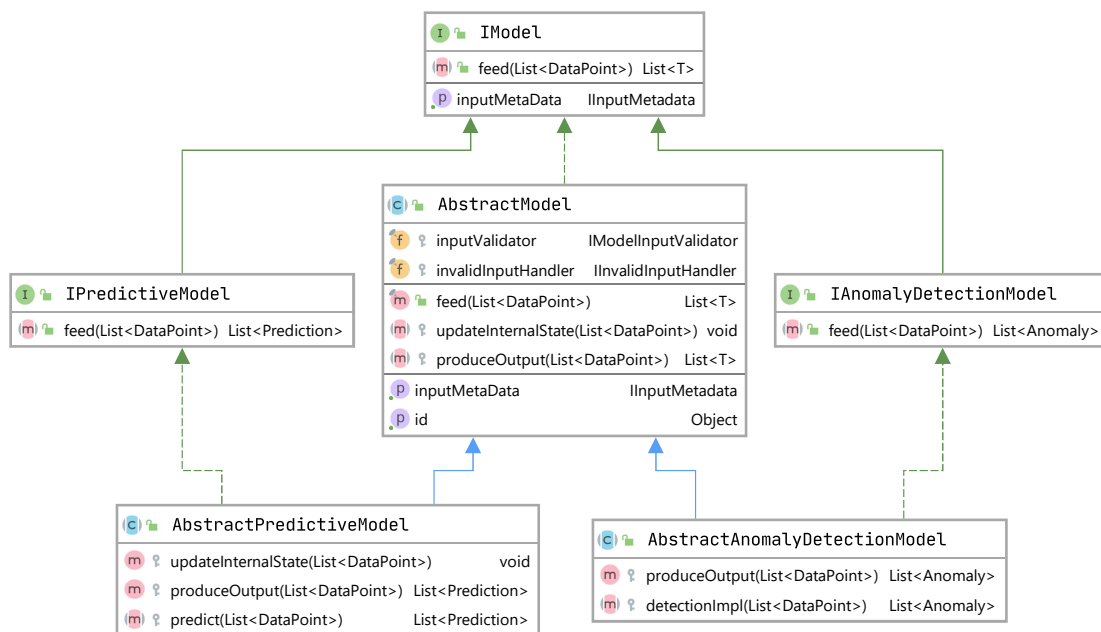 I IModel
m feed(List<DataPoint>) List<T>
p inputMetaData IInputMetadata
C AbstractModel
f inputValidator IModelInputValidator
f invalidInputHandler IInvalidInputHandler
m feed(List<DataPoint>) List<T>
m updateInternalState(List<DataPoint>) void
m produceOutput(List<DataPoint>) List<T>
p inputMetaData IInputMetadata
p id Object
I IPredictiveModel
m feed(List<DataPoint>) List<Prediction>
I IAnomalyDetectionModel
m feed(List<DataPoint>) List<Anomaly>
C AbstractPredictiveModel
m updateInternalState(List<DataPoint>) void
m produceOutput(List<DataPoint>) List<Prediction>
m predict(List<DataPoint>) List<Prediction>
C AbstractAnomalyDetectionModel
m produceOutput(List<DataPoint>) List<Anomaly>
m detectionImpl(List<DataPoint>) List<Anomaly>